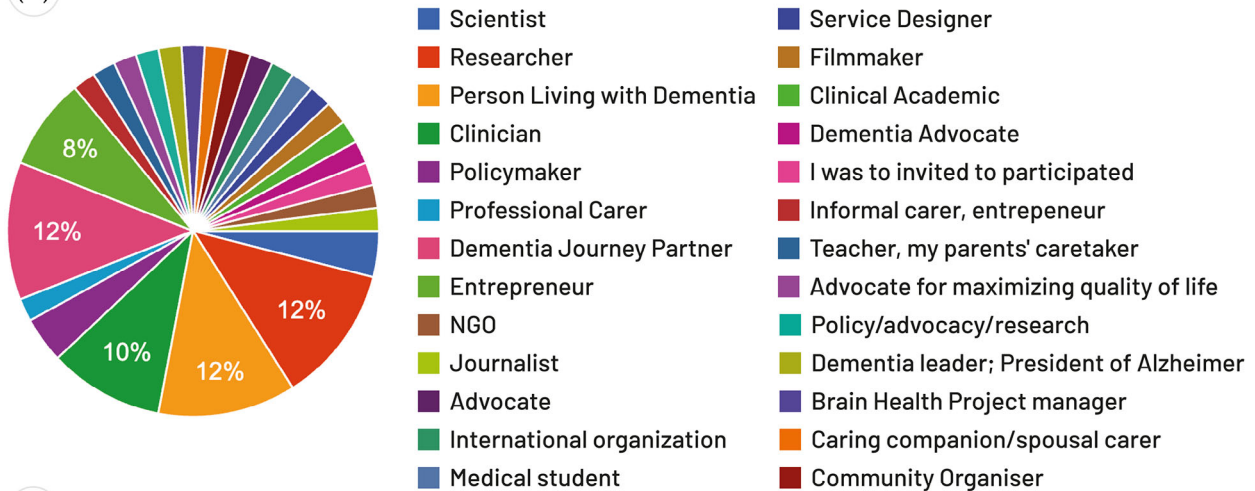 8%
12%
12%
10%
12%
Scientist
Researcher
Person Living with Dementia
Clinician
Policymaker
Professional Carer
Dementia Journey Partner
Entrepreneur
NGO
Journalist
Advocate
International organization
Medical student
Service Designer
Filmmaker
Clinical Academic
Dementia Advocate
I was to invited to participated
Informal carer, entrepeneur
Teacher, my parents' caretaker
Advocate for maximizing quality of life
Policy/advocacy/research
Dementia leader; President of Alzheimer
Brain Health Project manager
Caring companion/spousal carer
Community Organiser